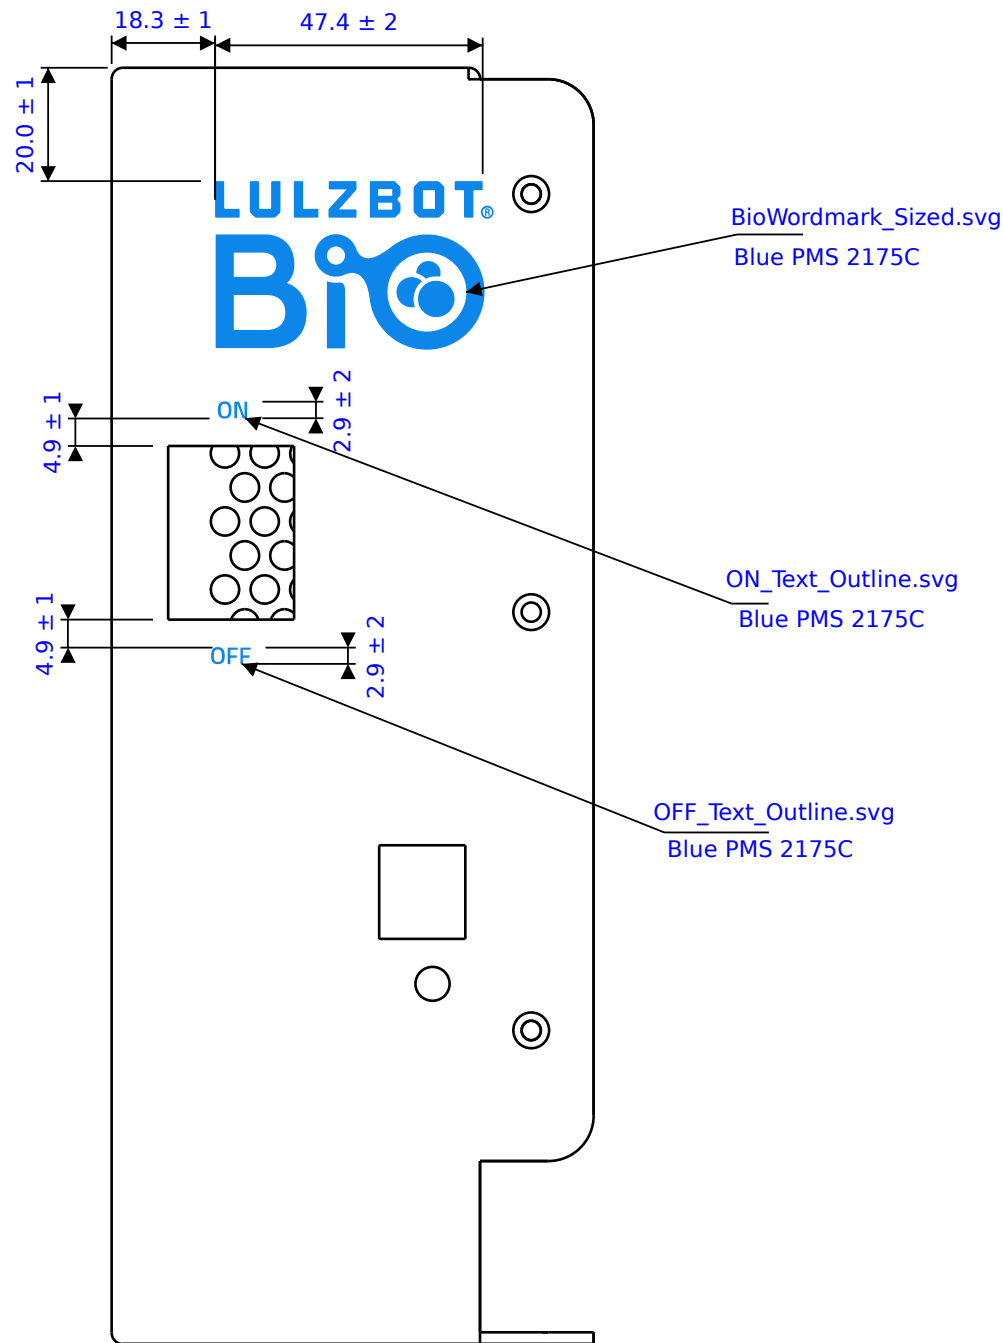 18.3 ± 1
47.4 ± 2
20.0 ± 1
LULZBOT®
BiO
BioWordmark_Sized.svg
Blue PMS 2175C
2.9 ± 2
ON
4.9 ± 1
ON_Text_Outline.svg
Blue PMS 2175C
4.9 ± 1
OFF
2.9 ± 2
OFF_Text_Outline.svg
Blue PMS 2175C